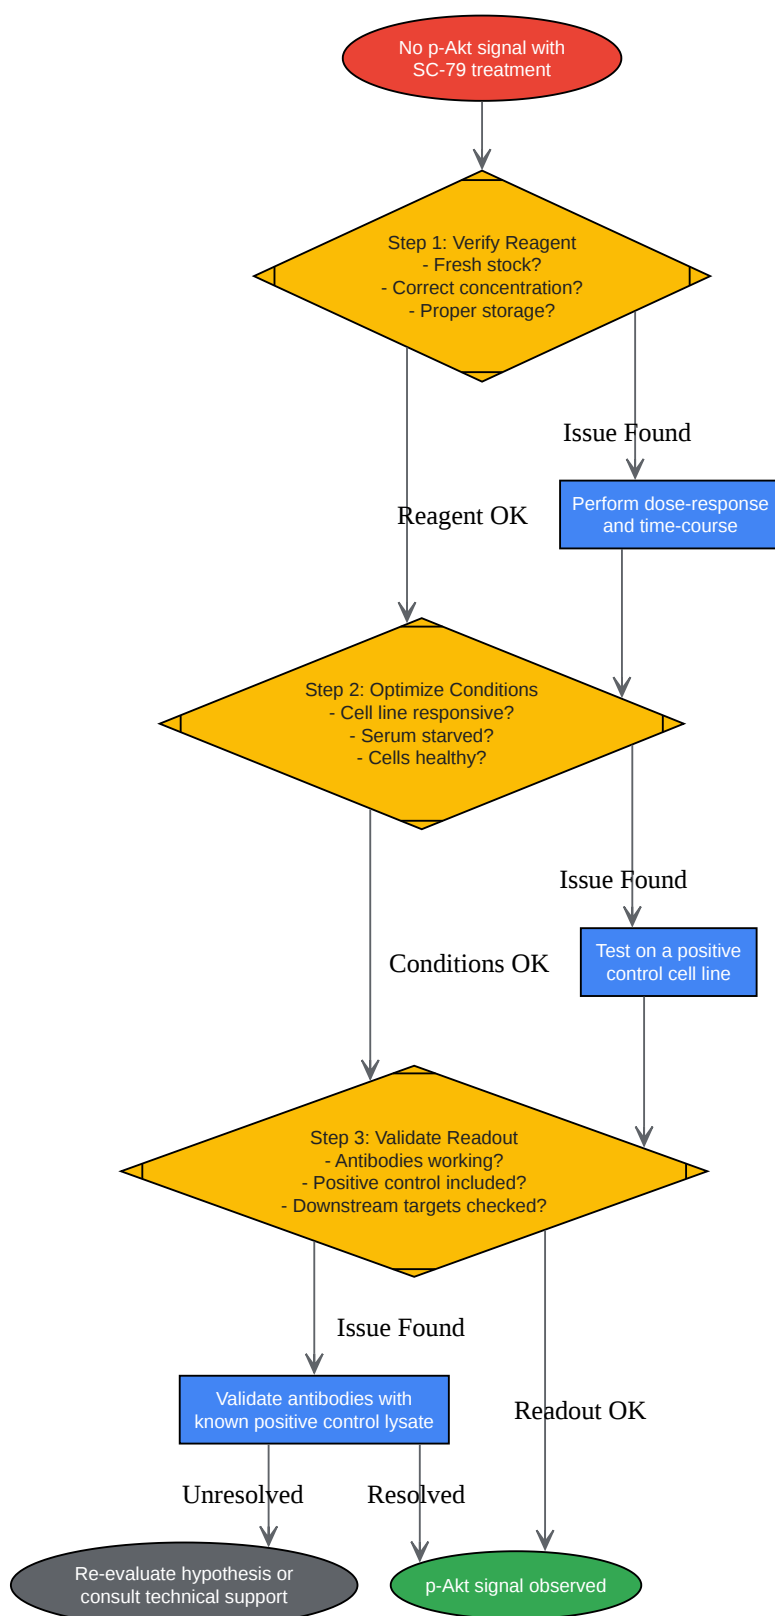 No p-Akt signal with
SC-79 treatment
Step 1: Verify Reagent
- Fresh stock?
- Correct concentration?
- Proper storage?
Issue Found
Reagent OK
Perform dose-response
and time-course
Step 2: Optimize Conditions
- Cell line responsive?
- Serum starved?
- Cells healthy?
Issue Found
Conditions OK
Test on a positive
control cell line
Step 3: Validate Readout
- Antibodies working?
- Positive control included?
- Downstream targets checked?
Issue Found
Validate antibodies with
known positive control lysate
Readout OK
Unresolved
Resolved
Re-evaluate hypothesis or
consult technical support
p-Akt signal observed